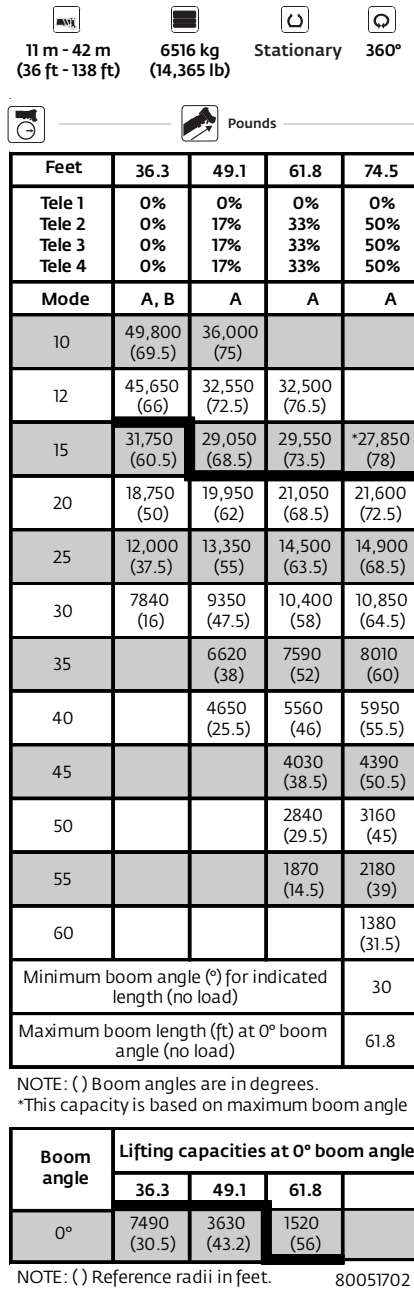 11 m - 42 m 6516 kg Stationary 360°
(36 ft - 138 ft) (14,365 lb)
Pounds
Feet 36.3 49.1 61.8 74.5
Tele 1 0% 0% 0% 0%
Tele 2 0% 17% 33% 50%
Tele 3 0% 17% 33% 50%
Tele 4 0% 17% 33% 50%
Mode A, B A A A
10 49,800 36,000
(69.5) (75)
12 45,650 32,550 32,500
(66) (72.5) (76.5)
15 31,750 29,050 29,550 *27,850
(60.5) (68.5) (73.5) (78)
20 18,750 19,950 21,050 21,600
(50) (62) (68.5) (72.5)
25 12,000 13,350 14,500 14,900
(37.5) (55) (63.5) (68.5)
30 7840 9350 10,400 10,850
(16) (47.5) (58) (64.5)
35 6620 7590 8010
(38) (52) (60)
40 4650 5560 5950
(25.5) (46) (55.5)
45 4030 4390
(38.5) (50.5)
50 2840 3160
(29.5) (45)
55 1870 2180
(14.5) (39)
60 1380
(31.5)
Minimum boom angle (°) for indicated
length (no load) 30
Maximum boom length (ft) at 0° boom
angle (no load) 61.8
NOTE: ( ) Boom angles are in degrees.
*This capacity is based on maximum boom angle
Boom
angle
Lifting capacities at 0° boom angle
36.3 49.1 61.8
0° 7490 3630 1520
(30.5) (43.2) (56)
NOTE: ( ) Reference radii in feet. 80051702